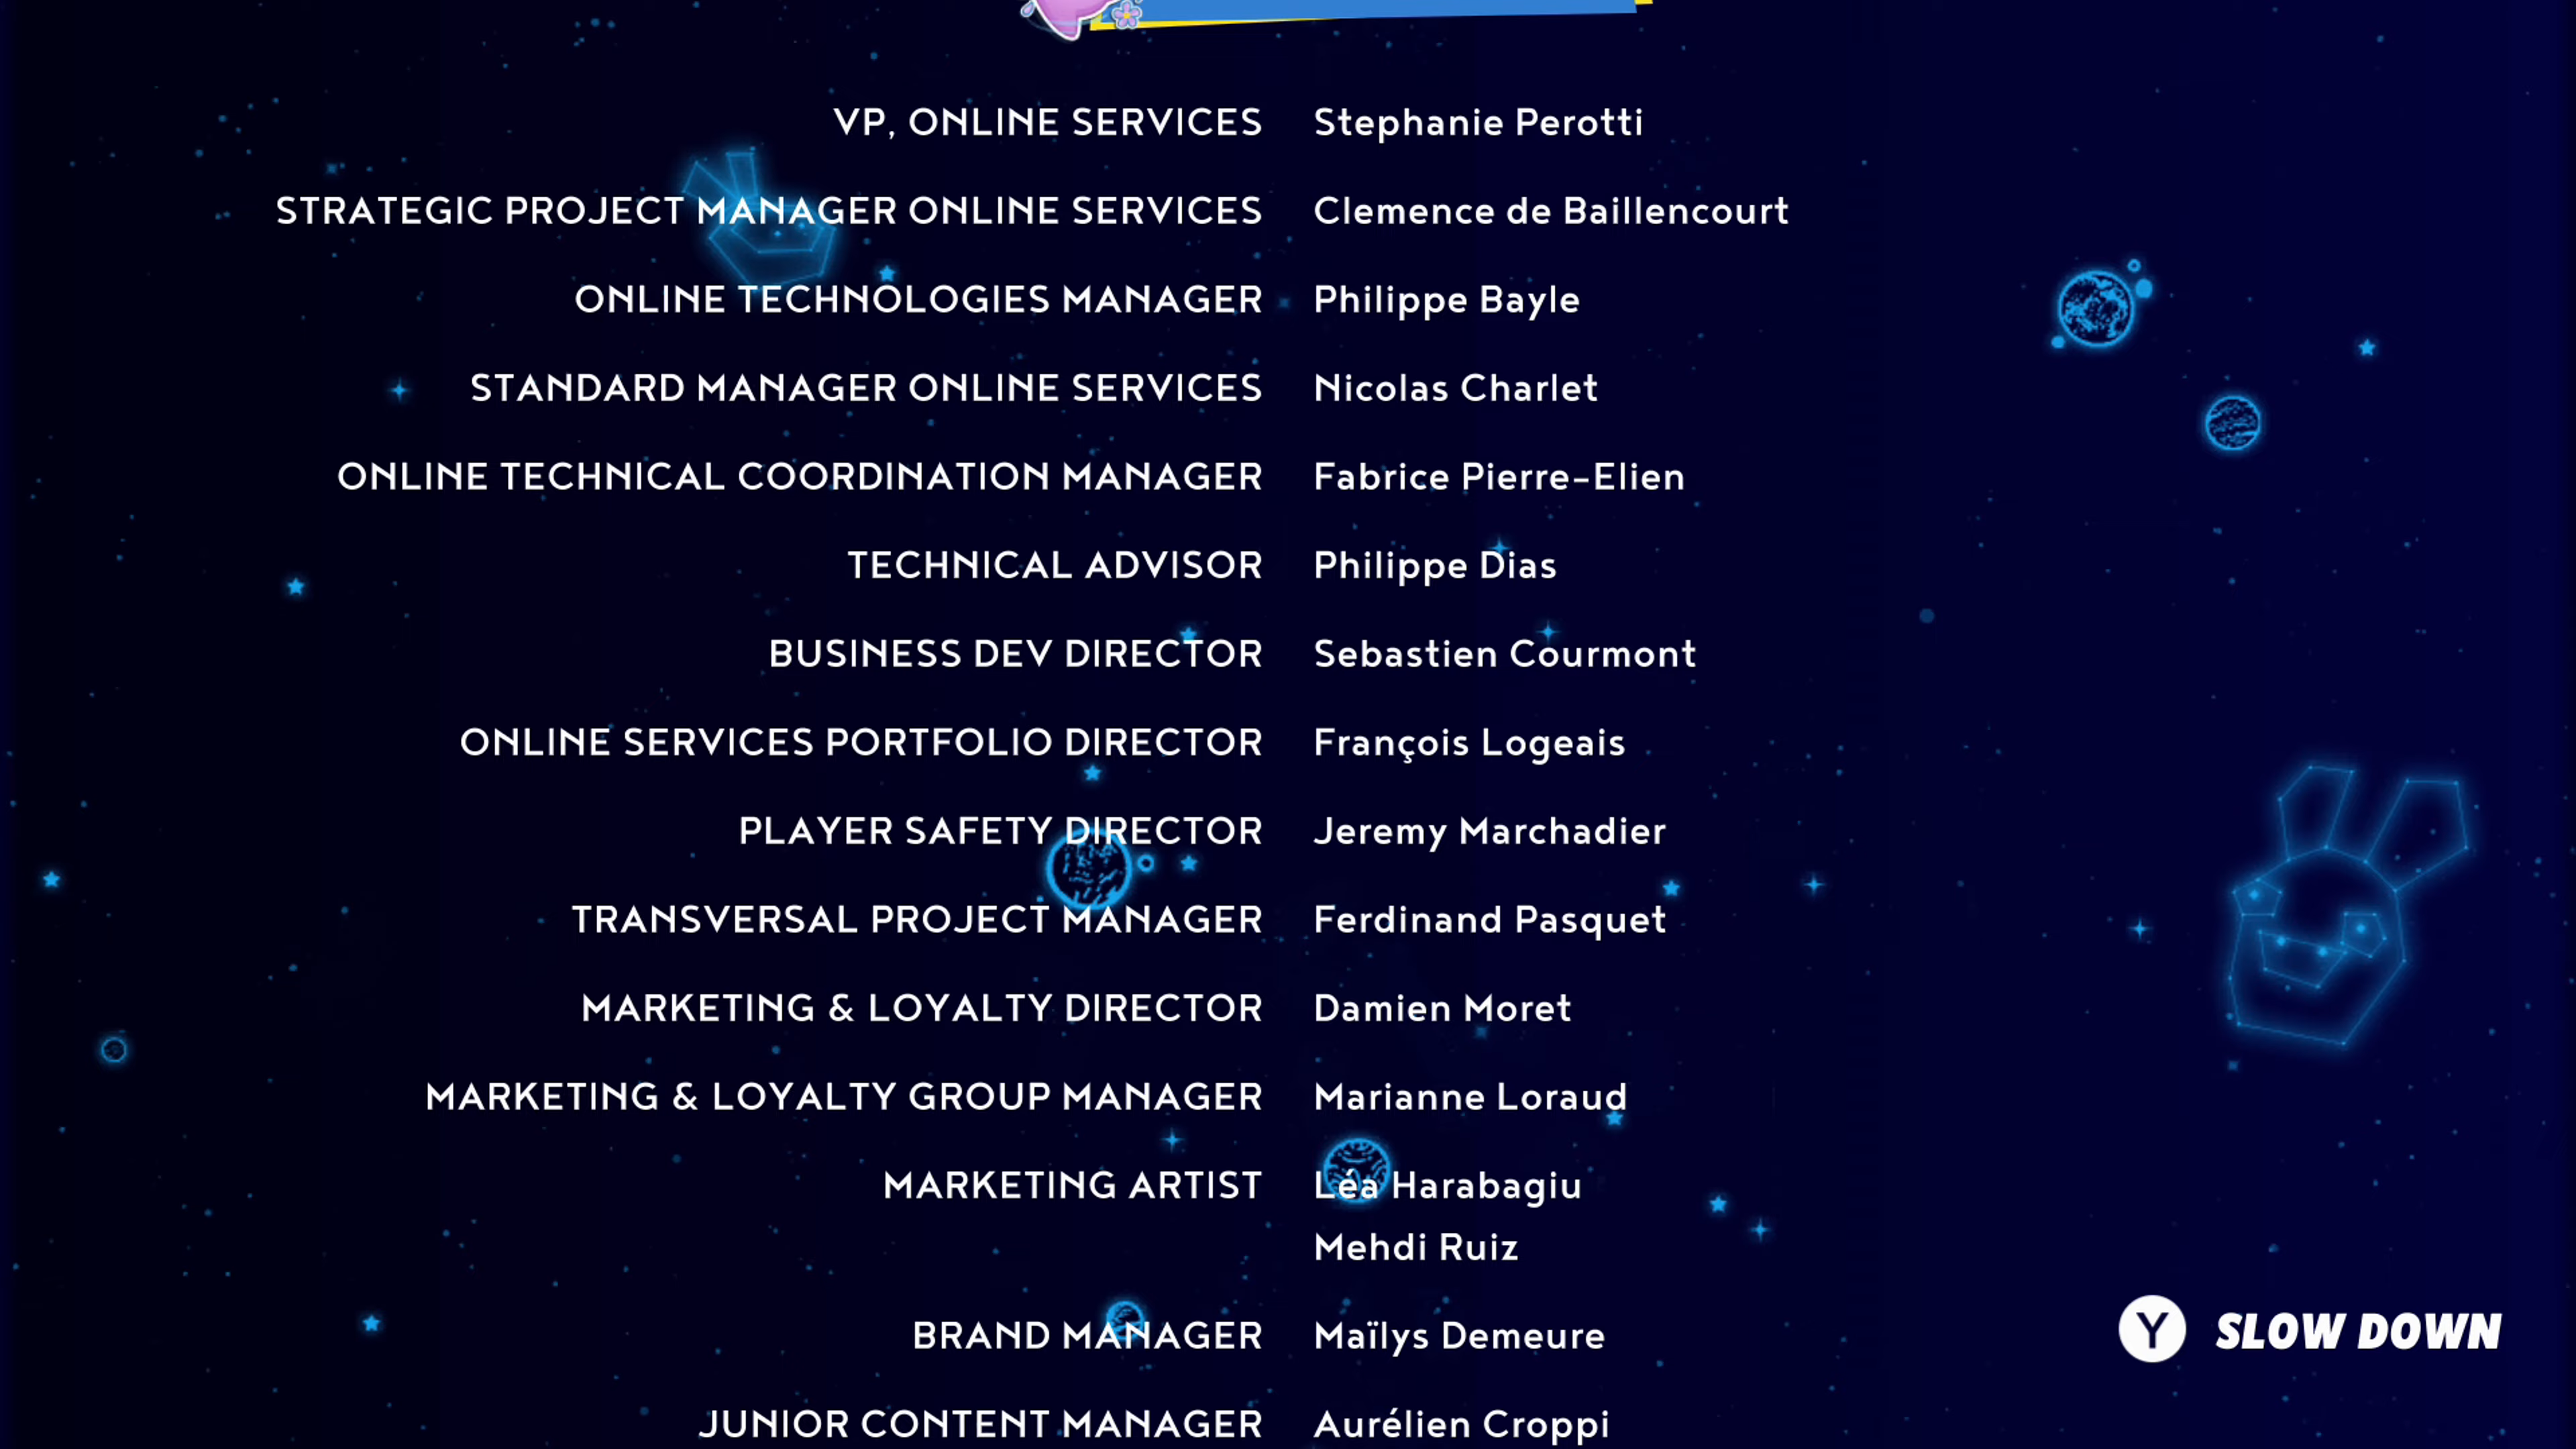 VP, ONLINE SERVICES Stephanie Perotti
STRATEGIC PROJECT MANAGER ONLINE SERVICES Clemence de Baillencourt
ONLINE TECHNOLOGIES MANAGER Philippe Bayle
STANDARD MANAGER ONLINE SERVICES Nicolas Charlet
ONLINE TECHNICAL COORDINATION MANAGER Fabrice Pierre-Elien
TECHNICAL ADVISOR Philippe Dias
BUSINESS DEV DIRECTOR Sebastien Courmont
ONLINE SERVICES PORTFOLIO DIRECTOR François Logeais
PLAYER SAFETY DIRECTOR Jeremy Marchadier
TRANSVERSAL PROJECT MANAGER Ferdinand Pasquet
MARKETING & LOYALTY DIRECTOR Damien Moret
MARKETING & LOYALTY GROUP MANAGER Marianne Loraud
MARKETING ARTIST Léa Harabagiu
Mehdi Ruiz
BRAND MANAGER Maïlys Demeure
JUNIOR CONTENT MANAGER Aurélien Croppi
Y SLOW DOWN